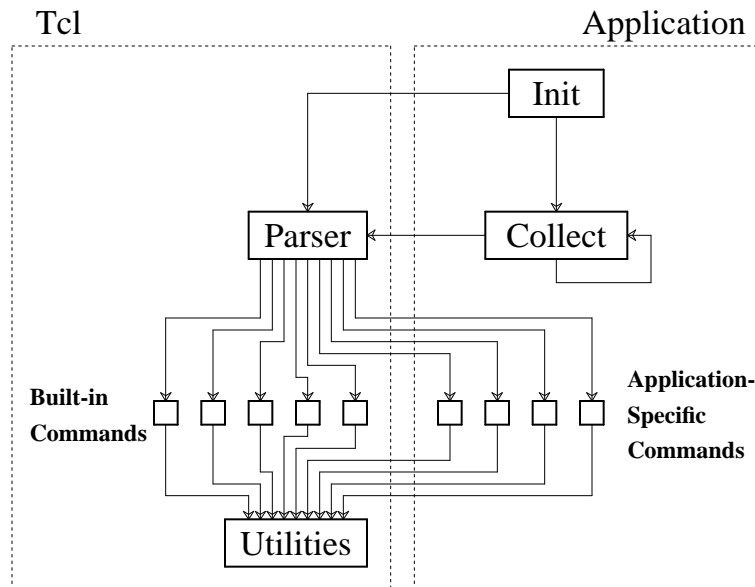 Tcl
Application
Init
Parser
Collect
Built-in
Commands
Application-
Specific
Commands
Utilities